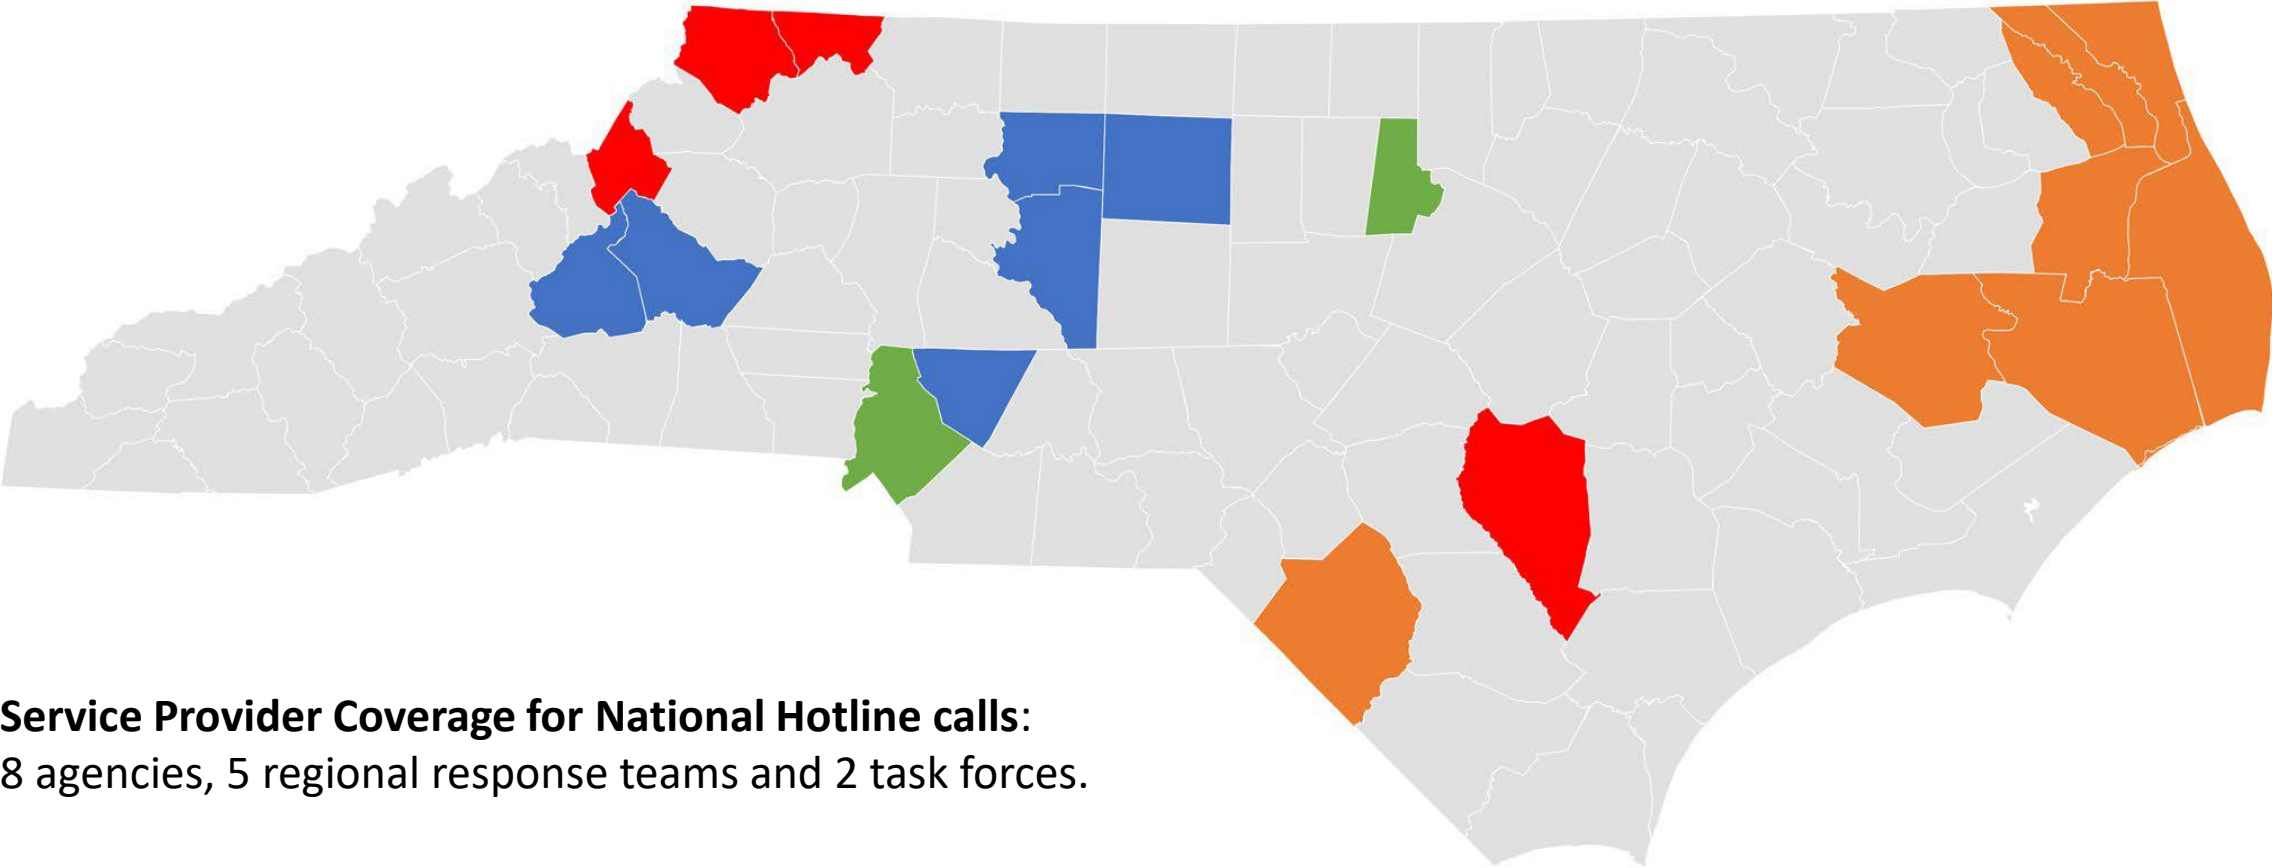 Service Provider Coverage for National Hotline calls:
8 agencies, 5 regional response teams and 2 task forces.